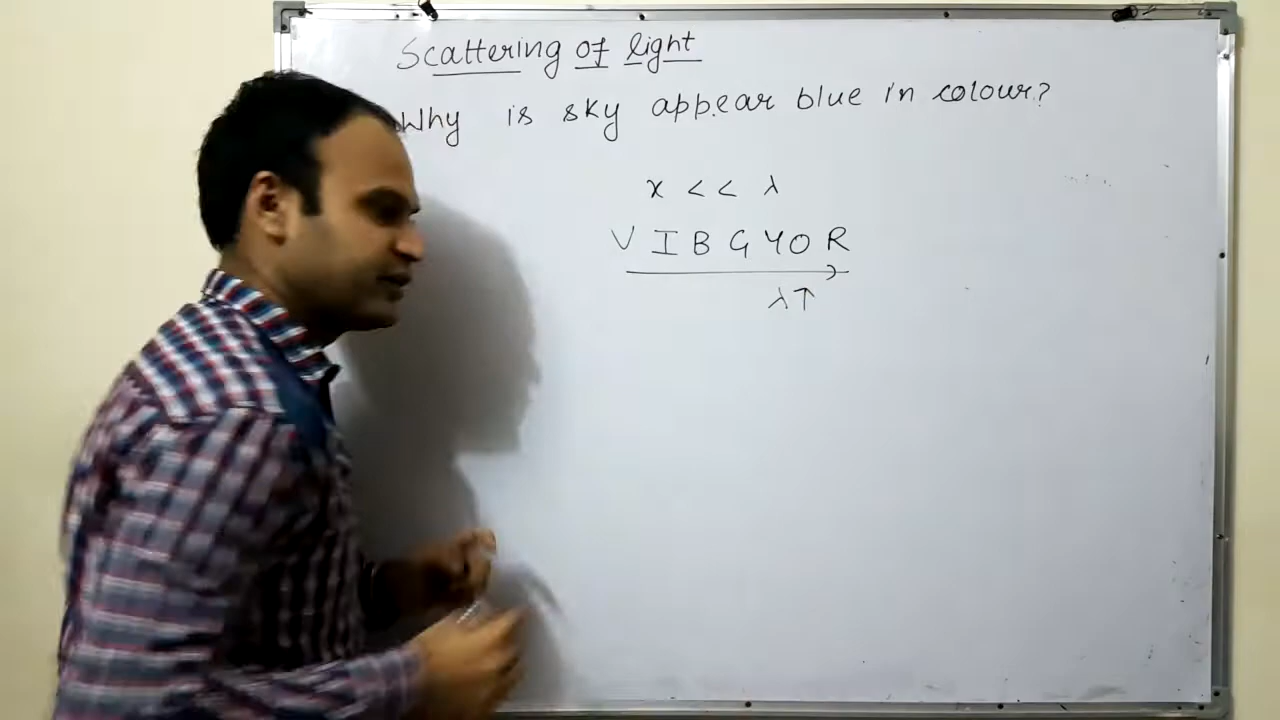 Scattering of light
Why is sky appear blue in colour?
x << λ
V I B G Y O R
λ↑